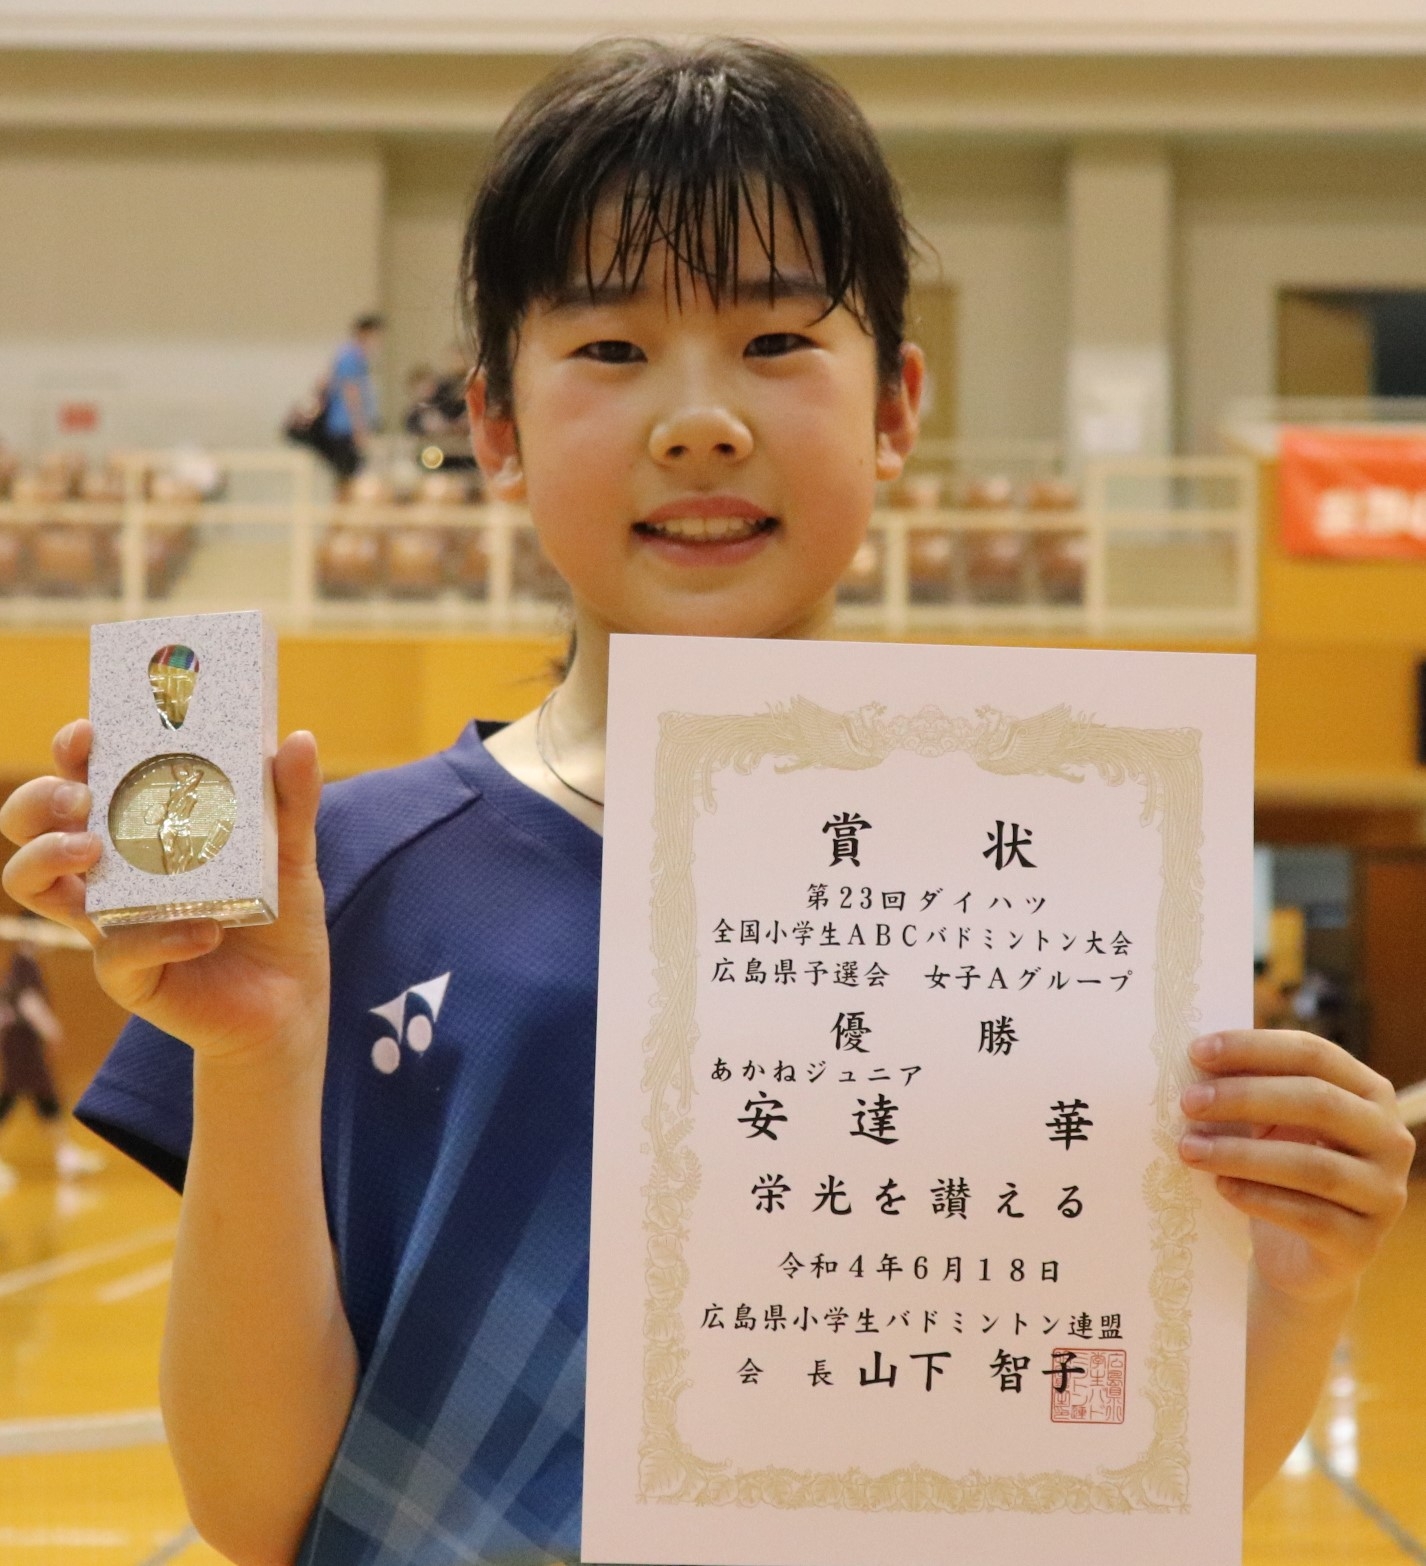 賞状
第23回ダイハツ
全国小学生ABCバドミントン大会
広島県予選会　女子Aグループ
優勝
あかねジュニア
安達　華
栄光を讃える
令和4年6月18日
広島県小学生バドミントン連盟
会長　山下　智子